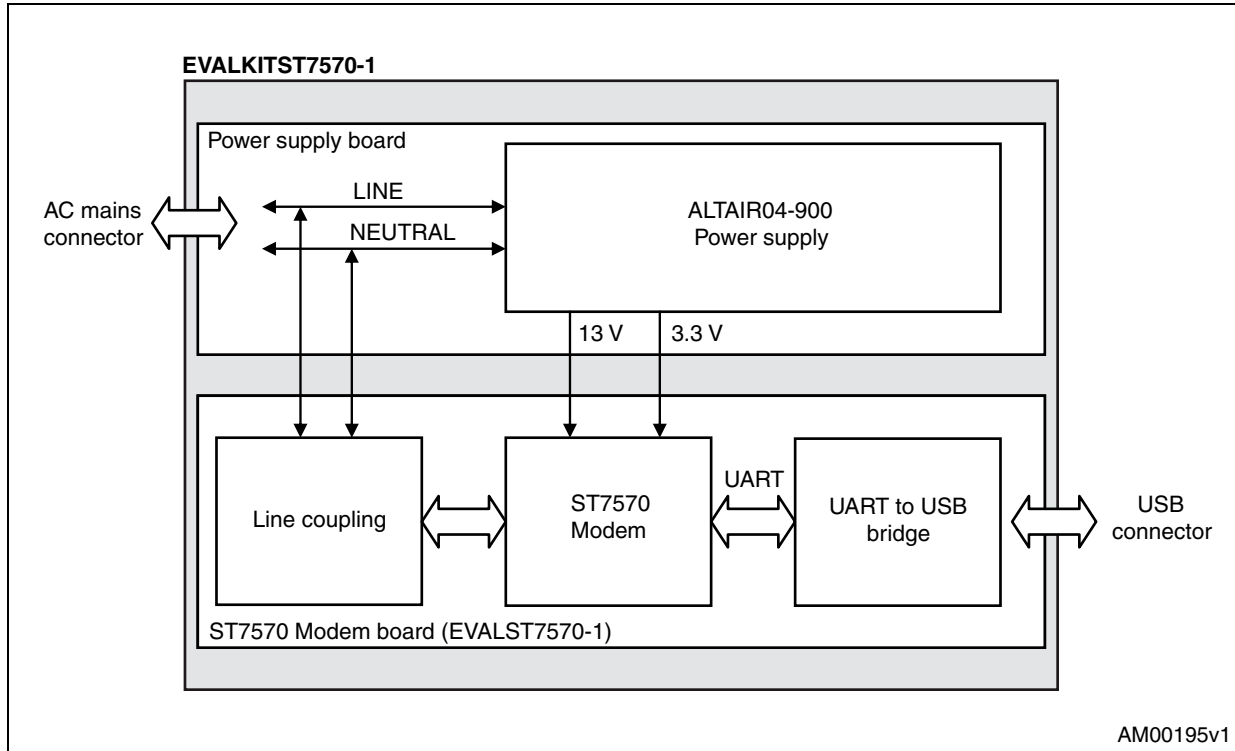 EVALKITST7570-1
Power supply board
AC mains
connector
LINE
NEUTRAL
ALTAIR04-900
Power supply
13 V
3.3 V
Line coupling
ST7570
Modem
UART
UART to USB
bridge
USB
connector
ST7570 Modem board (EVALST7570-1)
AM00195v1